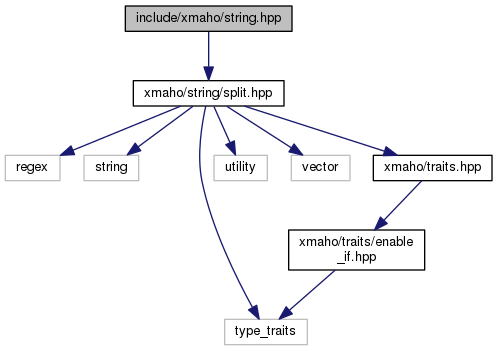 include/xmaho/string.hpp
xmaho/string/split.hpp
regex
string
utility
vector
xmaho/traits.hpp
xmaho/traits/enable
_if.hpp
type_traits